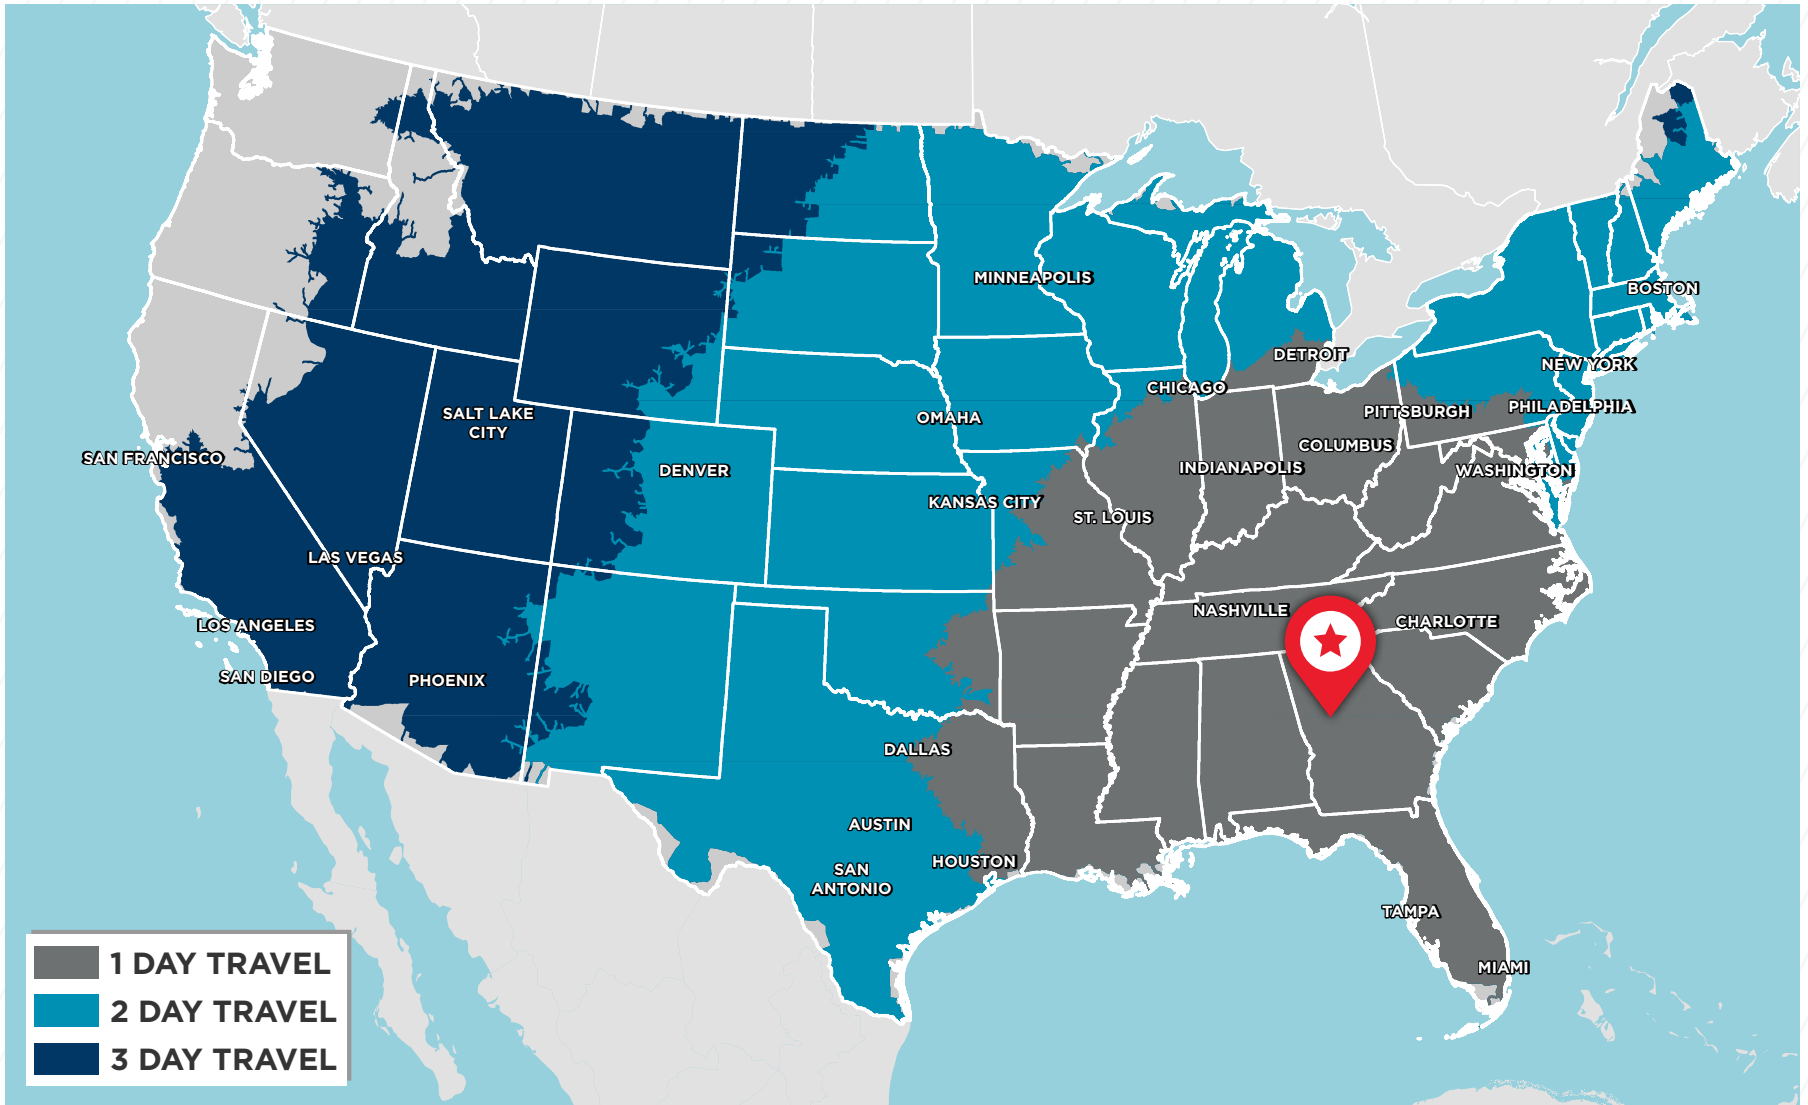 MINNEAPOLIS
BOSTON
DETROIT
NEW YORK
CHICAGO
SALT LAKE
CITY
OMAHA
PITTSBURGH
PHILADELPHIA
COLUMBUS
SAN FRANCISCO
DENVER
INDIANAPOLIS
WASHINGTON
KANSAS CITY
ST. LOUIS
LAS VEGAS
NASHVILLE
CHARLOTTE
LOS ANGELES
SAN DIEGO
PHOENIX
DALLAS
AUSTIN
HOUSTON
SAN
ANTONIO
TAMPA
MIAMI
1 DAY TRAVEL
2 DAY TRAVEL
3 DAY TRAVEL